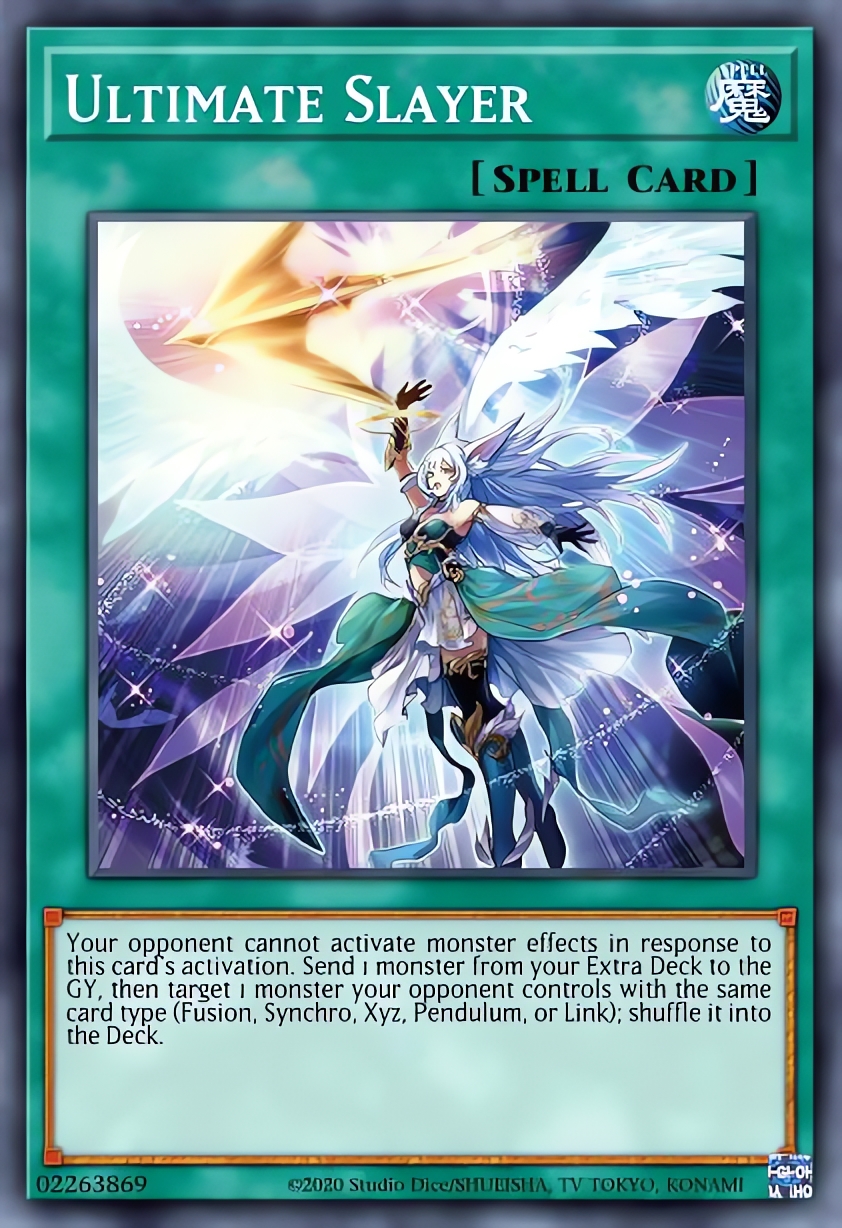 ULTIMATE SLAYER
魔
[SPELL CARD]
Your opponent cannot activate monster effects in response to
this card's activation. Send 1 monster from your Extra Deck to the
GY, then target 1 monster your opponent controls with the same
card type (Fusion, Synchro, Xyz, Pendulum, or Link); shuffle it into
the Deck.
02263869
©2020 Studio Dice/SHUEISHA, TV TOKYO, KONAMI